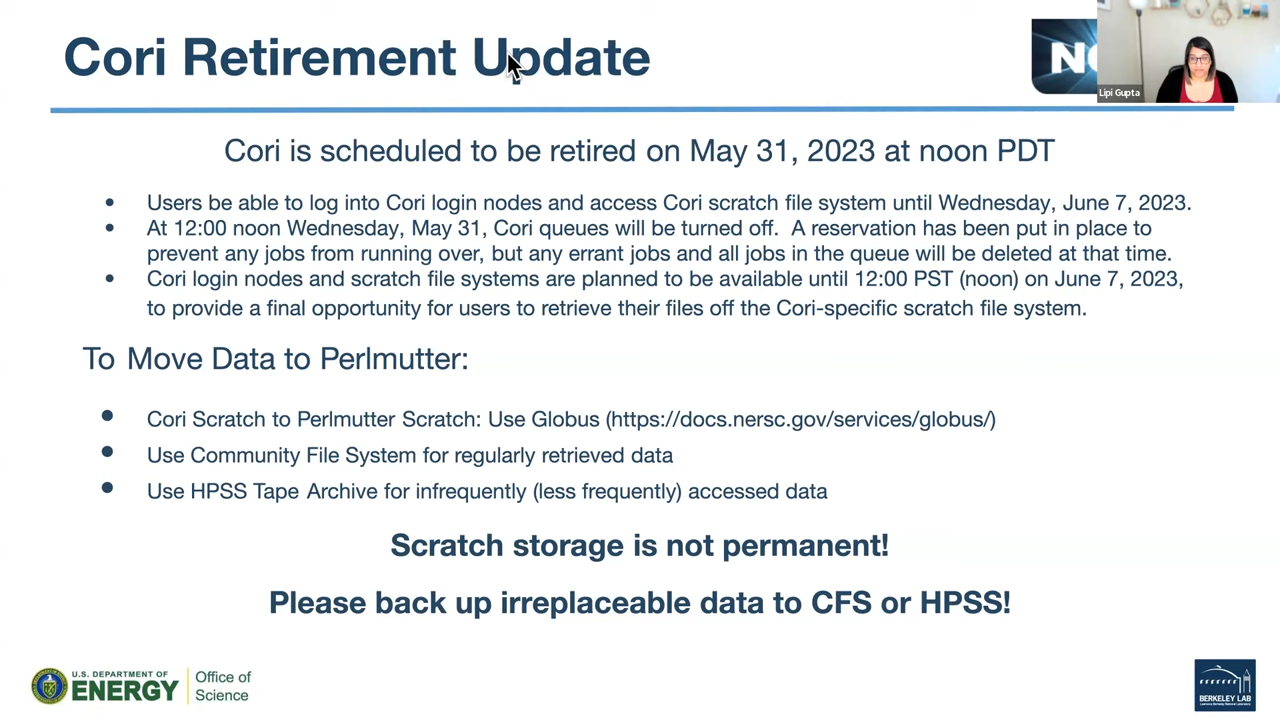 Cori Retirement Update
Lipi Gupta
Cori is scheduled to be retired on May 31, 2023 at noon PDT
• Users be able to log into Cori login nodes and access Cori scratch file system until Wednesday, June 7, 2023.
• At 12:00 noon Wednesday, May 31, Cori queues will be turned off. A reservation has been put in place to
prevent any jobs from running over, but any errant jobs and all jobs in the queue will be deleted at that time.
• Cori login nodes and scratch file systems are planned to be available until 12:00 PST (noon) on June 7, 2023,
to provide a final opportunity for users to retrieve their files off the Cori-specific scratch file system.
To Move Data to Perlmutter:
• Cori Scratch to Perlmutter Scratch: Use Globus (https://docs.nersc.gov/services/globus/)
• Use Community File System for regularly retrieved data
• Use HPSS Tape Archive for infrequently (less frequently) accessed data
Scratch storage is not permanent!
Please back up irreplaceable data to CFS or HPSS!
U.S. DEPARTMENT OF
ENERGY
Office of
Science
BERKELEY LAB
Lawrence Berkeley National Laboratory